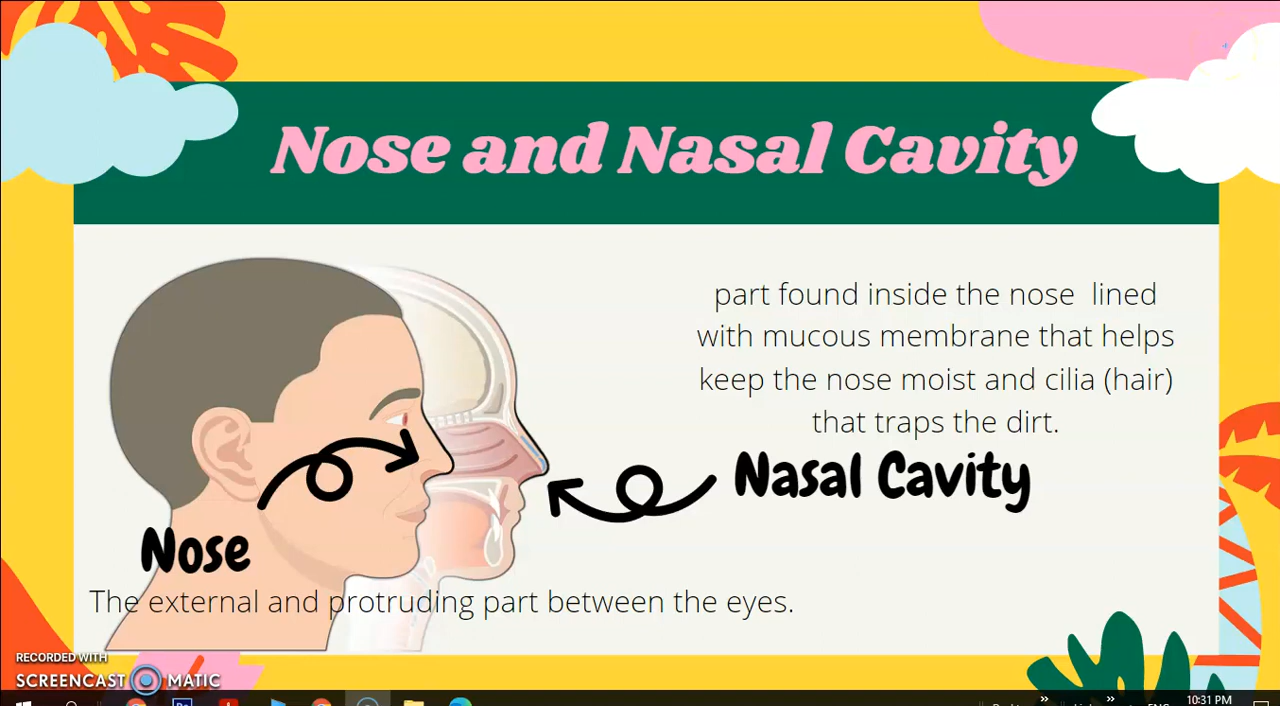 Nose and Nasal Cavity
part found inside the nose lined
with mucous membrane that helps
keep the nose moist and cilia (hair)
that traps the dirt.
Nasal Cavity
Nose
The external and protruding part between the eyes.
RECORDED WITH
SCREENCAST MATIC
10:31 PM